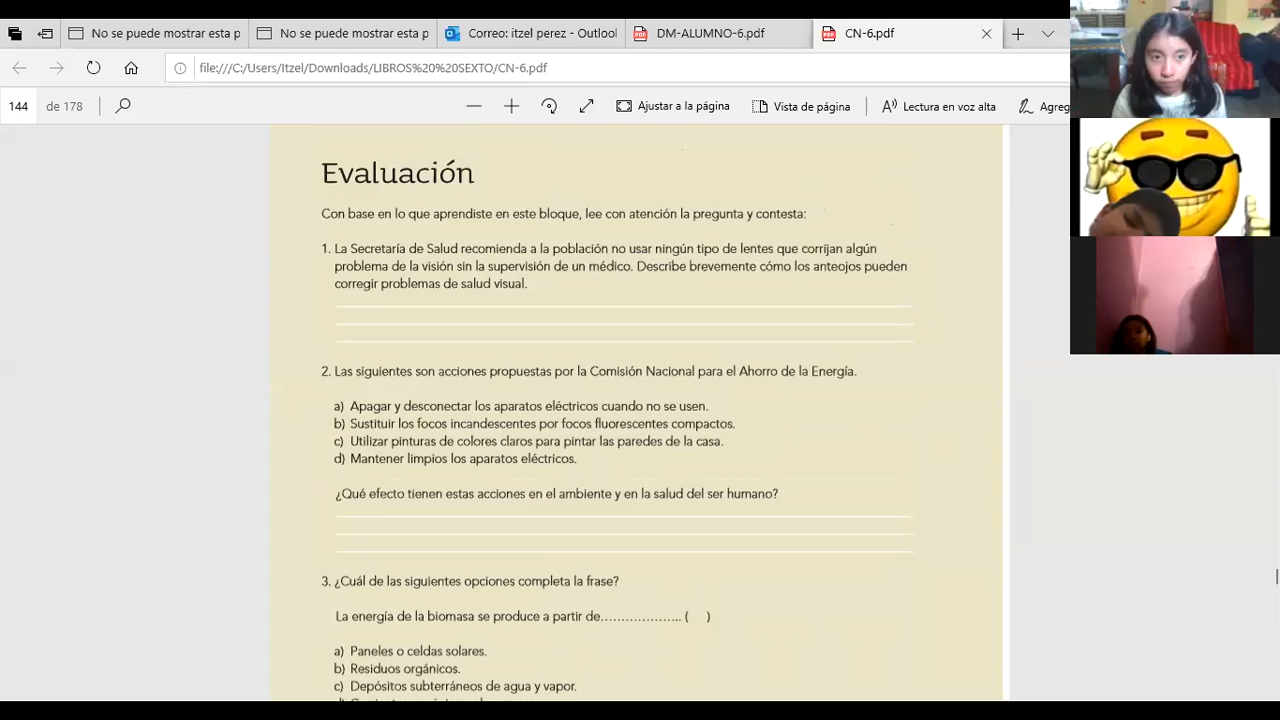 No se puede mostrar esta p
No se puede mostrar esta p
Correo: itzel perez - Outlool
DM-ALUMNO-6.pdf
CN-6.pdf
file:///C:/Users/Itzel/Downloads/LIBROS%20%20SEXTO/CN-6.pdf
144 de 178
Ajustar a la página
Vista de página
Lectura en voz alta
Agreg
Evaluación
Con base en lo que aprendiste en este bloque, lee con atención la pregunta y contesta:
1. La Secretaría de Salud recomienda a la población no usar ningún tipo de lentes que corrijan algún
problema de la visión sin la supervisión de un médico. Describe brevemente cómo los anteojos pueden
corregir problemas de salud visual.
2. Las siguientes son acciones propuestas por la Comisión Nacional para el Ahorro de la Energía.
a) Apagar y desconectar los aparatos eléctricos cuando no se usen.
b) Sustituir los focos incandescentes por focos fluorescentes compactos.
c) Utilizar pinturas de colores claros para pintar las paredes de la casa.
d) Mantener limpios los aparatos eléctricos.
¿Qué efecto tienen estas acciones en el ambiente y en la salud del ser humano?
3. ¿Cuál de las siguientes opciones completa la frase?
La energía de la biomasa se produce a partir de……………….. ( )
a) Paneles o celdas solares.
b) Residuos orgánicos.
c) Depósitos subterráneos de agua y vapor.